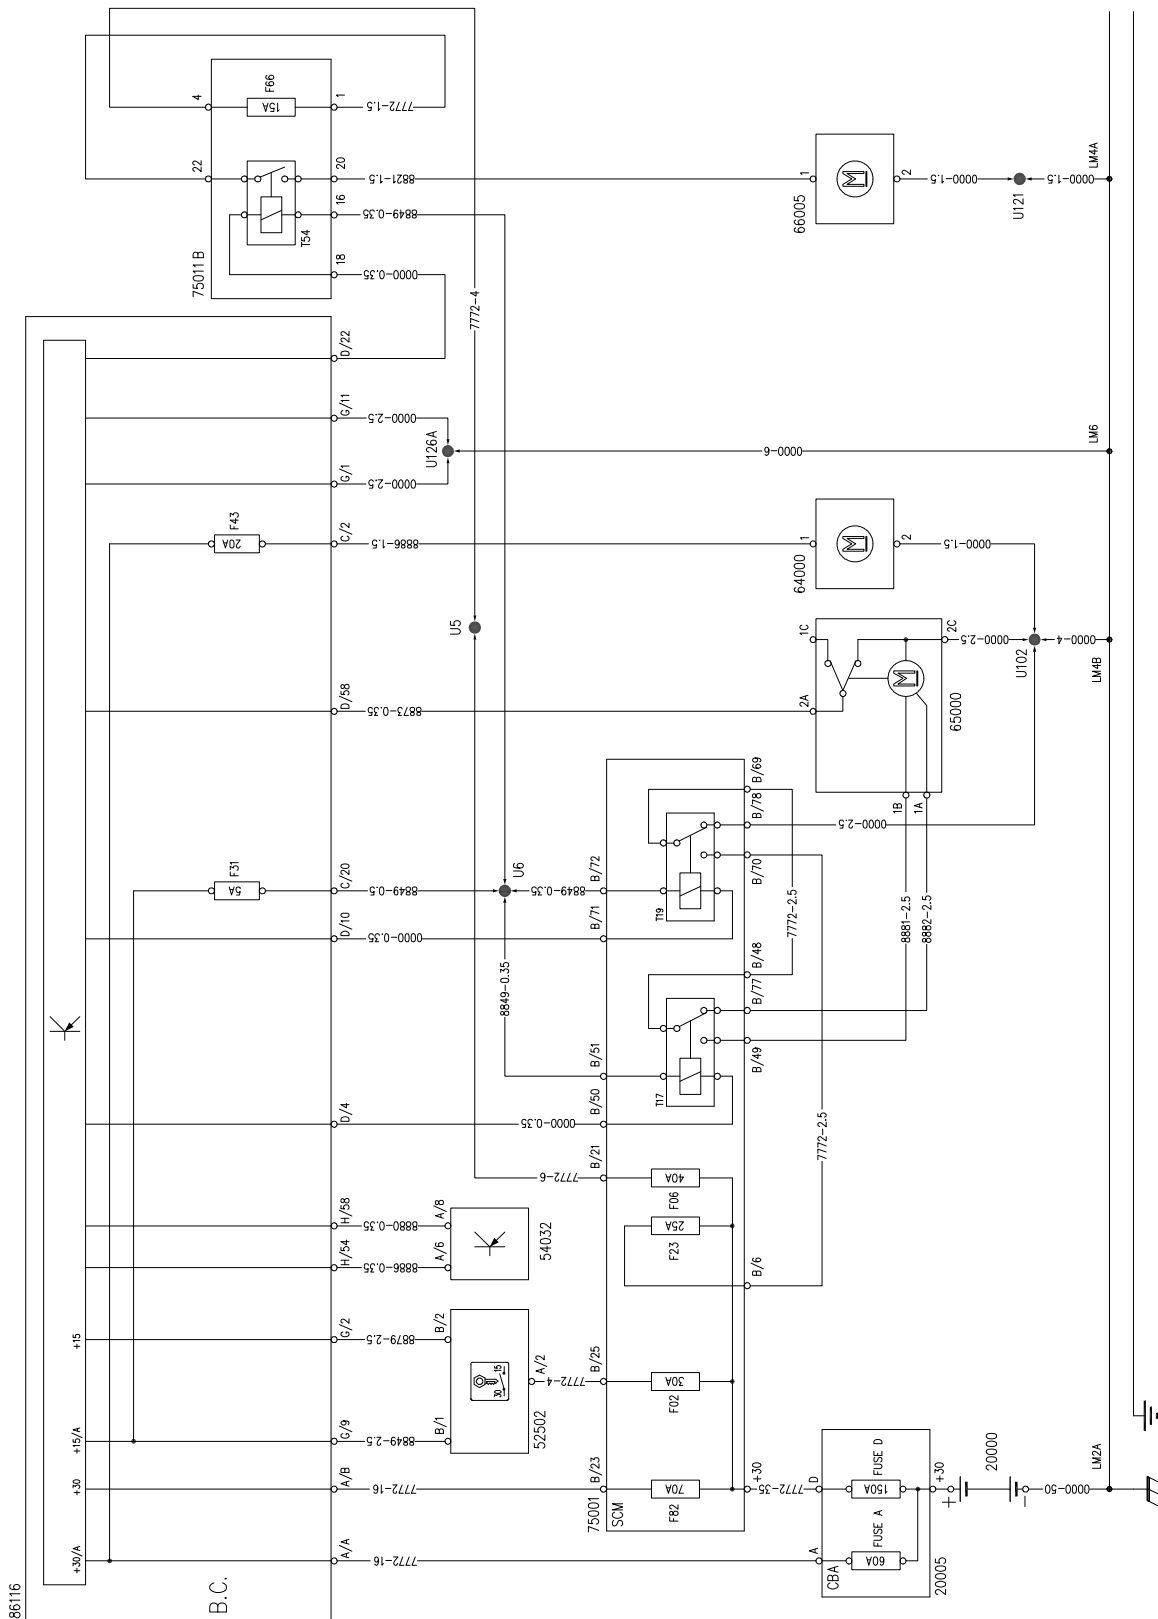 F66
15A
4
1
7772-1.5
22
20
8821-1.5
16
8849-0.35
T54
18
0000-0.35
75011 B
1
2
66005
0000-1.5
U121
0000-1.5
LM4A
7772-4
D/22
G/11
0000-2.5
U126A
G/1
0000-2.5
0000-6
LM6
F43
20A
C/2
8886-1.5
1
2
64000
0000-1.5
U5
1C
2C
0000-2.5
U102
0000-4
LM4B
D/58
8873-0.35
2A
65000
1B
1A
B/69
B/78
0000-2.5
F31
5A
C/20
8849-0.5
U6
8849-0.35
B/72
B/70
T19
D/10
0000-0.35
B/71
7772-2.5
8881-2.5
8882-2.5
8849-0.35
B/48
B/77
B/51
B/49
T17
D/4
0000-0.35
B/50
7772-2.5
B/21
7772-6
40A
F06
25A
F23
H/58
8880-0.35
A/8
H/54
8886-0.35
A/6
54032
B/6
+15
G/2
8879-2.5
B/2
30
15
A/2
7772-4
B/25
30A
F02
52502
+15/A
G/9
8849-2.5
B/1
+30
A/B
7772-16
B/23
75001
SCM
70A
F82
+30
7772-35
D
FUSE D
150A
+30
20000
+
-
0000-50
LM2A
+30/A
A/A
7772-16
A
FUSE A
60A
CBA
20005
B.C.
86116